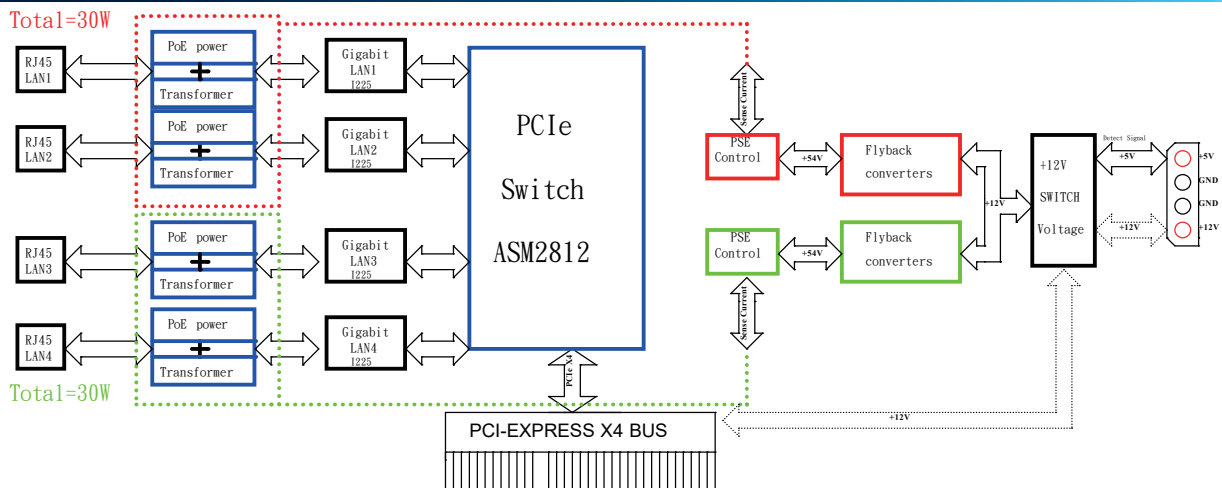 Total=30W
RJ45
LAN1
PoE power
+
Transformer
Gigabit
LAN1
I225
RJ45
LAN2
PoE power
+
Transformer
Gigabit
LAN2
I225
RJ45
LAN3
PoE power
+
Transformer
Gigabit
LAN3
I225
RJ45
LAN4
PoE power
+
Transformer
Gigabit
LAN4
I225
Total=30W
PCIe
Switch
ASM2812
PCIe X4
PCI-EXPRESS X4 BUS
Sense Current
PSE
Control
+54V
Flyback
converters
PSE
Control
+54V
Flyback
converters
Sense Current
+12V
+12V
SWITCH
Voltage
Detect Signal
+5V
+12V
+5V
GND
GND
+12V
+12V